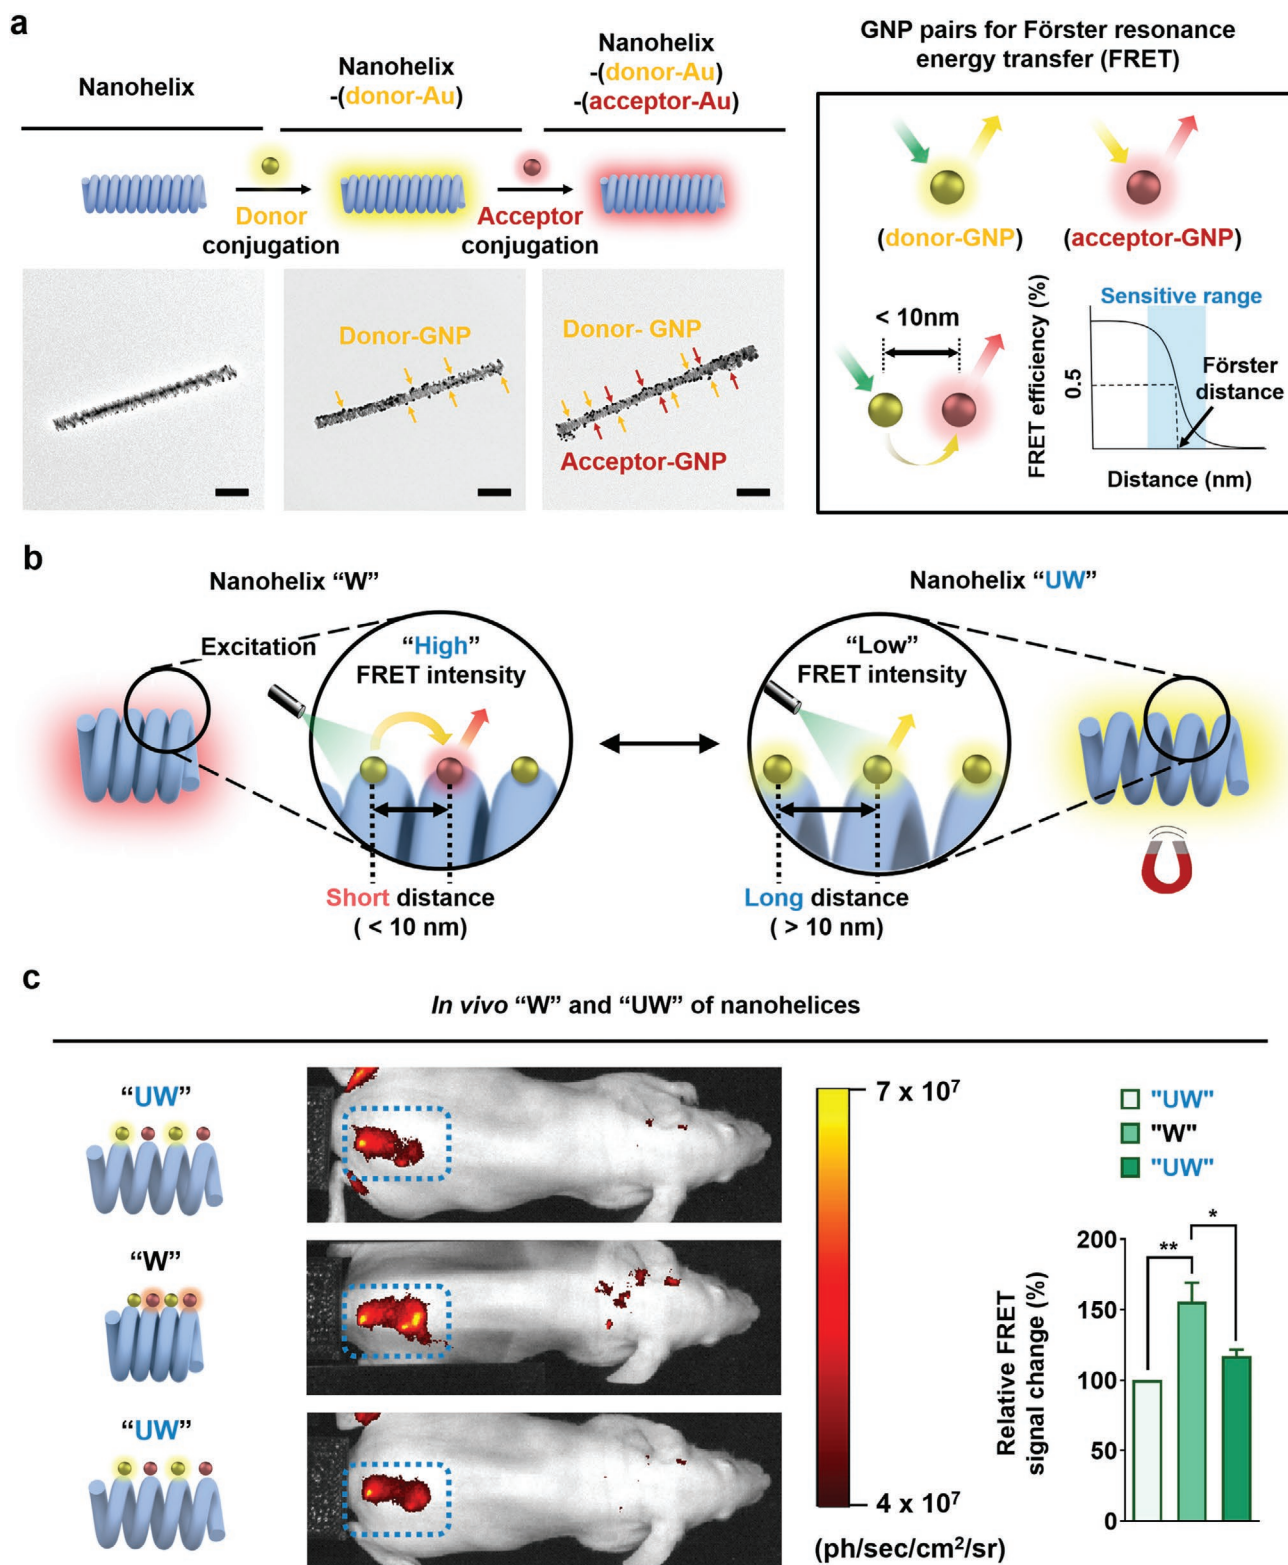 a
Nanohelix
Nanohelix
-(donor-Au)
Nanohelix
-(donor-Au)
-(acceptor-Au)
Donor
conjugation
Acceptor
conjugation
Donor-GNP
Donor- GNP
Acceptor-GNP
GNP pairs for Förster resonance
energy transfer (FRET)
(donor-GNP)
(acceptor-GNP)
< 10nm
FRET efficiency (%)
0.5
Sensitive range
Förster
distance
Distance (nm)
b
Nanohelix “W”
Excitation
“High”
FRET intensity
Short distance
( < 10 nm)
Nanohelix “UW”
“Low”
FRET intensity
Long distance
( > 10 nm)
c
In vivo “W” and “UW” of nanohelices
“UW”
“W”
“UW”
7 x 10⁷
4 x 10⁷
(ph/sec/cm²/sr)
"UW"
"W"
"UW"
Relative FRET
signal change (%)
200
150
100
50
0
**
*